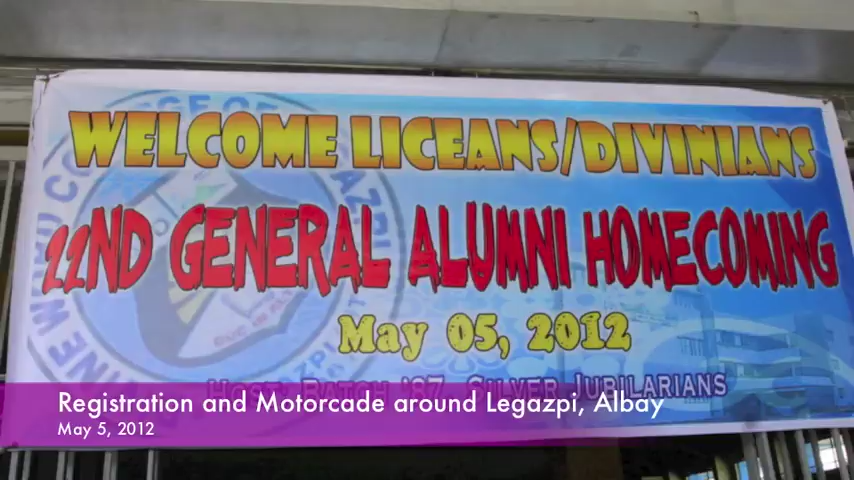 WELCOME LICEANS/DIVINIANS
22ND GENERAL ALUMNI HOMECOMING
May 05, 2012
HOST: BATCH '87 SILVER JUBILARIANS
Registration and Motorcade around Legazpi, Albay
May 5, 2012